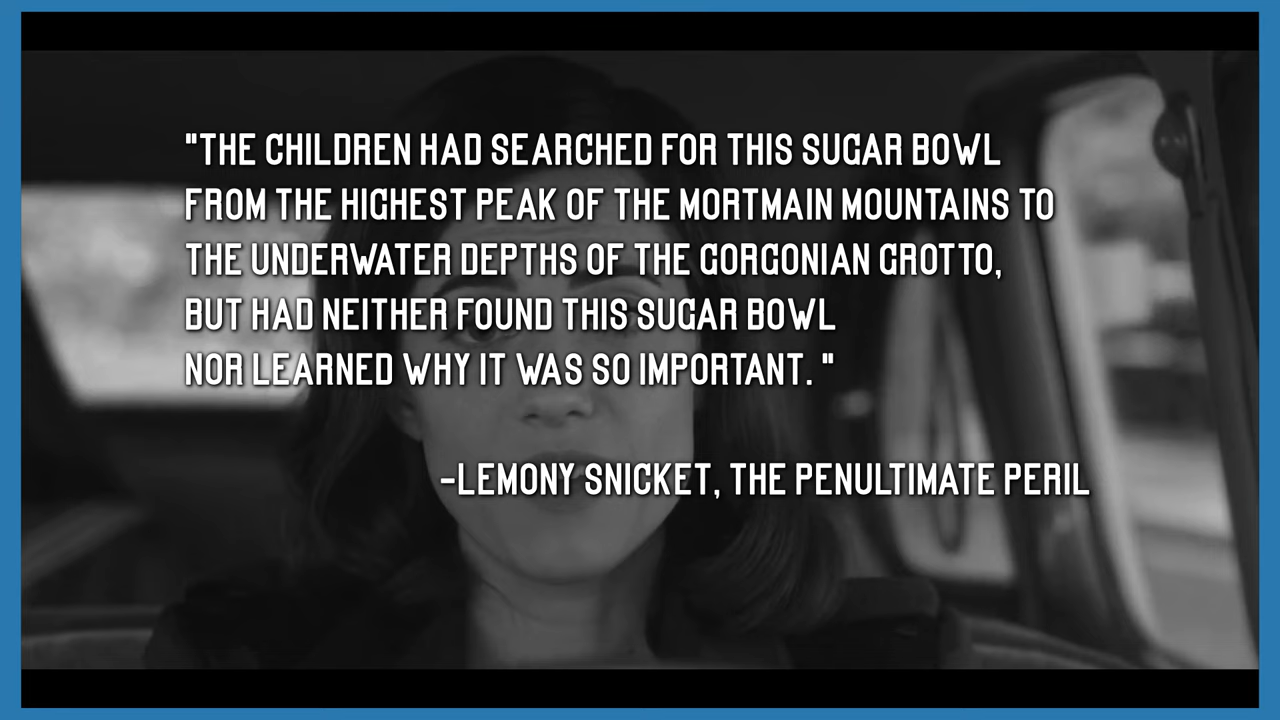 "THE CHILDREN HAD SEARCHED FOR THIS SUGAR BOWL
FROM THE HIGHEST PEAK OF THE MORTMAIN MOUNTAINS TO
THE UNDERWATER DEPTHS OF THE GORGONIAN GROTTO,
BUT HAD NEITHER FOUND THIS SUGAR BOWL
NOR LEARNED WHY IT WAS SO IMPORTANT. "
-LEMONY SNICKET, THE PENULTIMATE PERIL